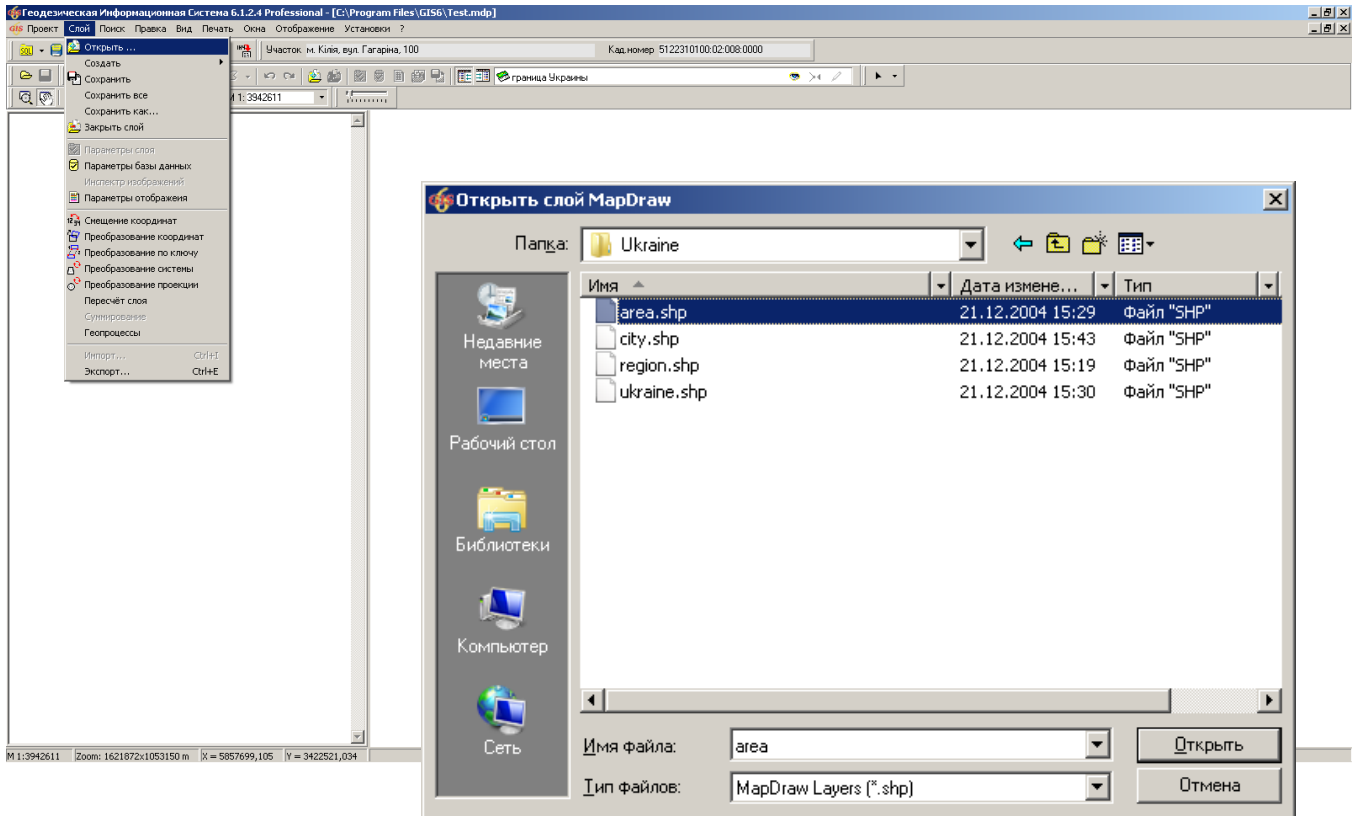 Геодезическая Информационная Система 6.1.2.4 Professional - [C:\Program Files\GIS6\Test.mdp]
GIS Проект Слой Поиск Правка Вид Печать Окна Отображение Установки ?
SQL Участок м. Кілія, вул. Гагаріна, 100 Кад.номер 5122310100:02:008:0000
граница Украины
1: 3942611
Открыть ...
Создать
Сохранить
Сохранить все
Сохранить как...
Закрыть слой
Параметры слоя
Параметры базы данных
Инспектр изображений
Параметры отображеия
Смещение координат
Преобразование координат
Преобразование по ключу
Преобразование системы
Преобразование проекции
Пересчёт слоя
Суммирование
Геопроцессы
Импорт... Ctrl+I
Экспорт... Ctrl+E
Открыть слой MapDraw
Папка: Ukraine
Имя Дата измене... Тип
area.shp 21.12.2004 15:29 Файл "SHP"
city.shp 21.12.2004 15:43 Файл "SHP"
region.shp 21.12.2004 15:19 Файл "SHP"
ukraine.shp 21.12.2004 15:30 Файл "SHP"
Недавние
места
Рабочий стол
Библиотеки
Компьютер
Сеть
Имя файла: area Открыть
Тип файлов: MapDraw Layers (*.shp) Отмена
M 1:3942611 Zoom: 1621872x1053150 m X = 5857699,105 Y = 3422521,034